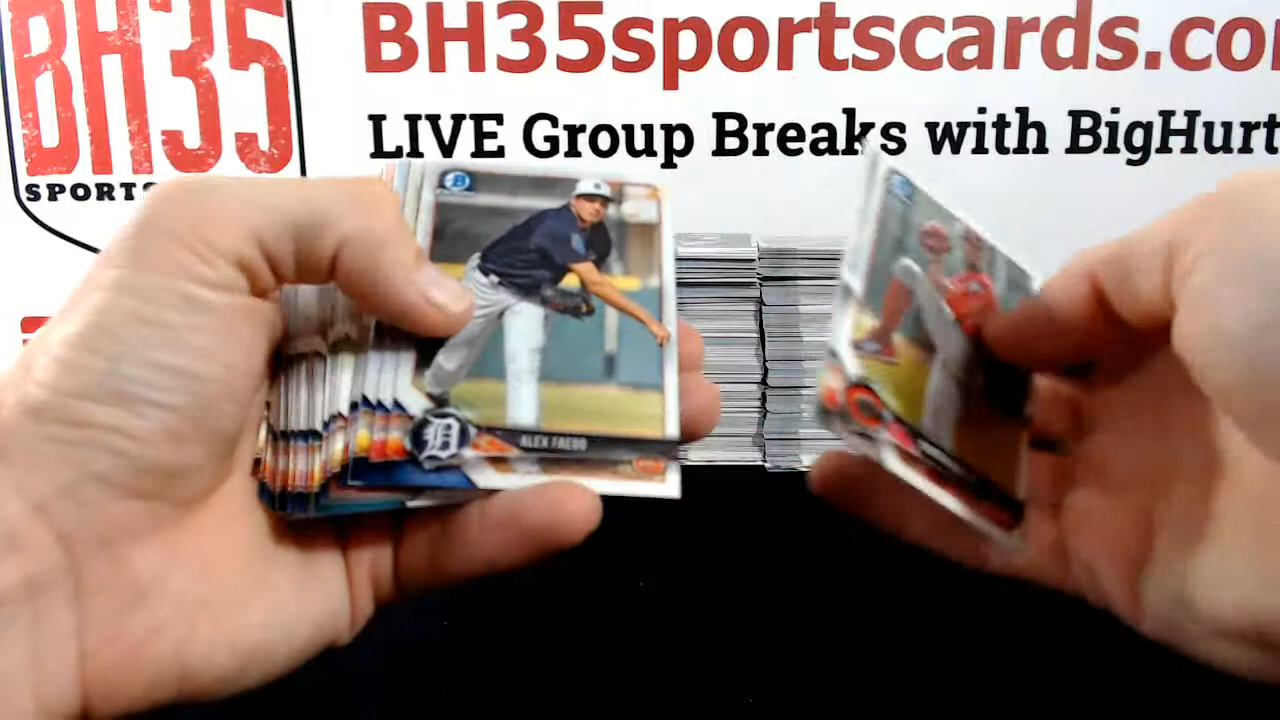 BH35
SPORTS
BH35sportscards.co
LIVE Group Breaks with BigHurt
B
D
ALEX FAEDO